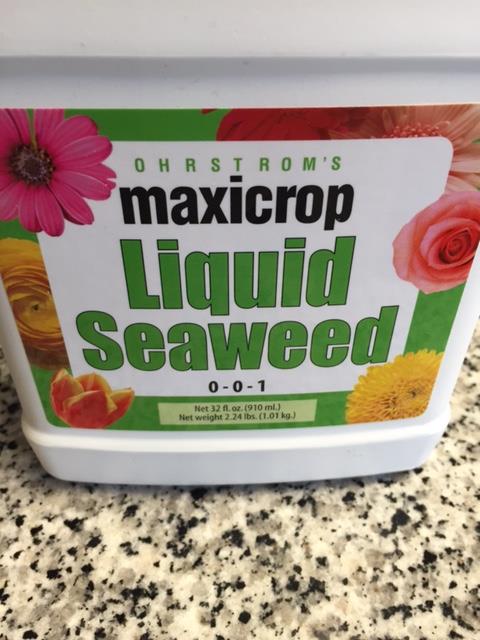 OHRSTROM'S
maxicrop
Liquid
Seaweed
0-0-1
Net 32 fl. oz. (910 ml.)
Net weight 2.24 lbs. (1.01 kg.)